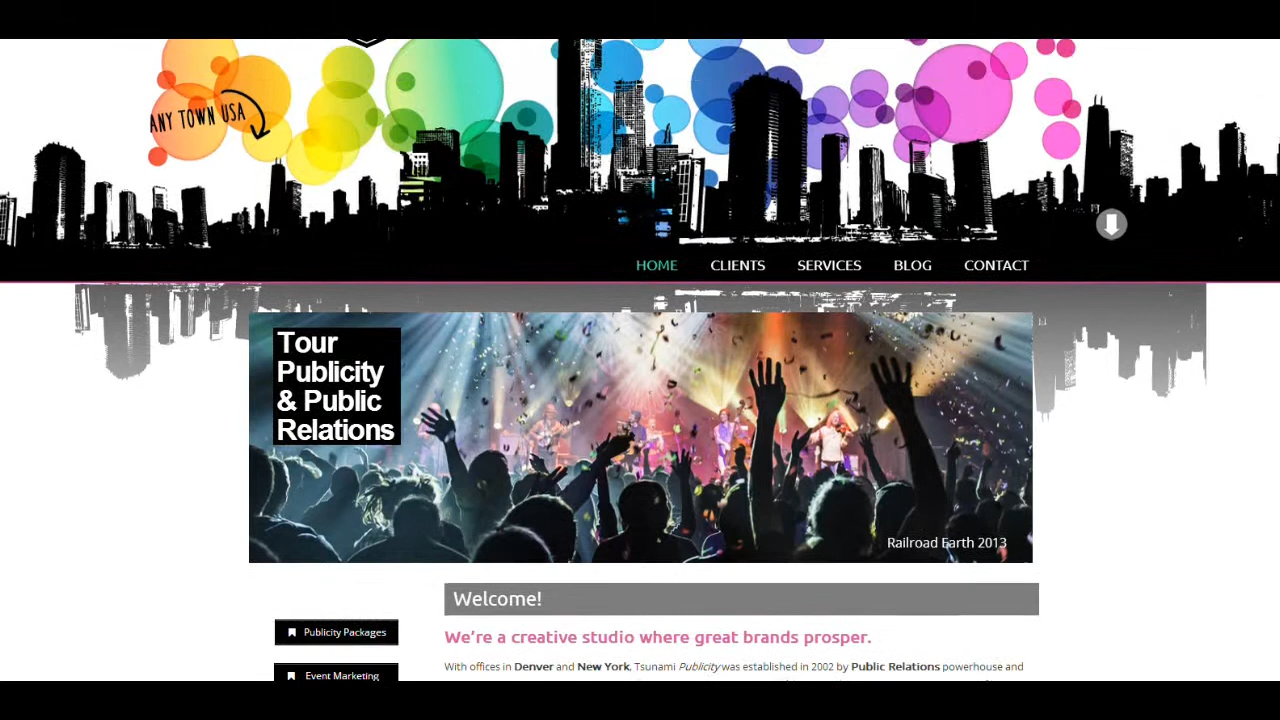 ANY TOWN USA
HOME CLIENTS SERVICES BLOG CONTACT
Tour
Publicity
& Public
Relations
Railroad Earth 2013
Welcome!
We're a creative studio where great brands prosper.
Publicity Packages
With offices in Denver and New York, Tsunami Publicity was established in 2002 by Public Relations powerhouse and
Event Marketing